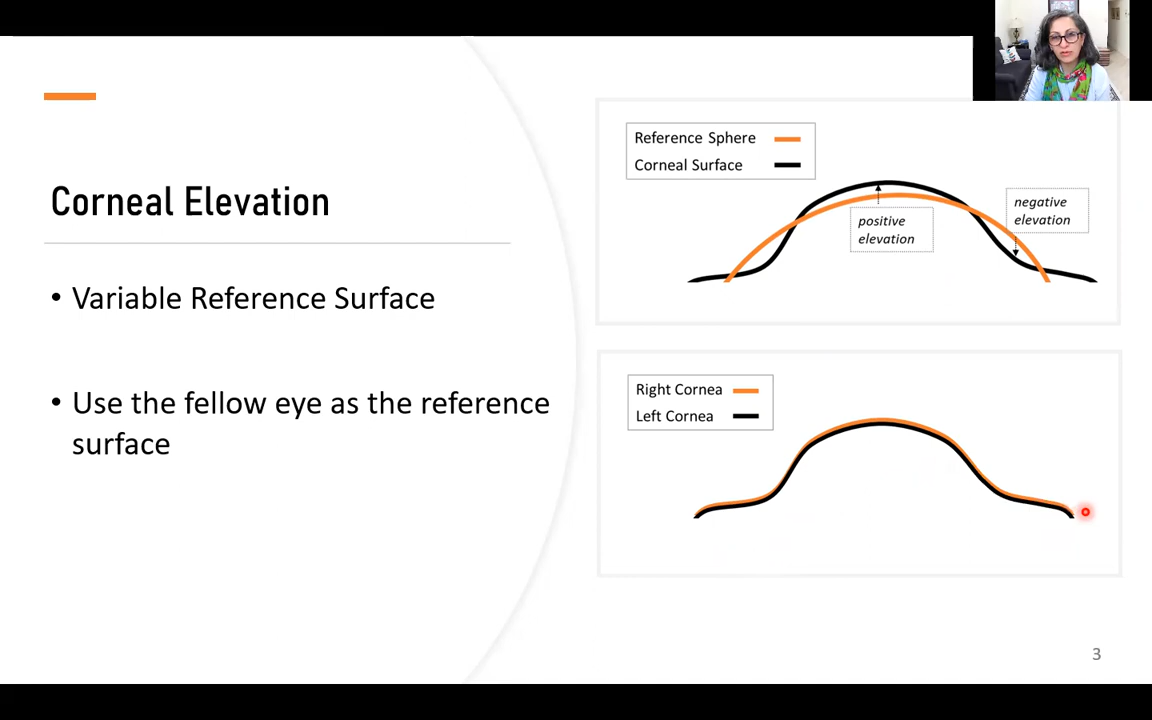 Corneal Elevation
• Variable Reference Surface
• Use the fellow eye as the reference
surface
Reference Sphere
Corneal Surface
positive
elevation
negative
elevation
Right Cornea
Left Cornea
3